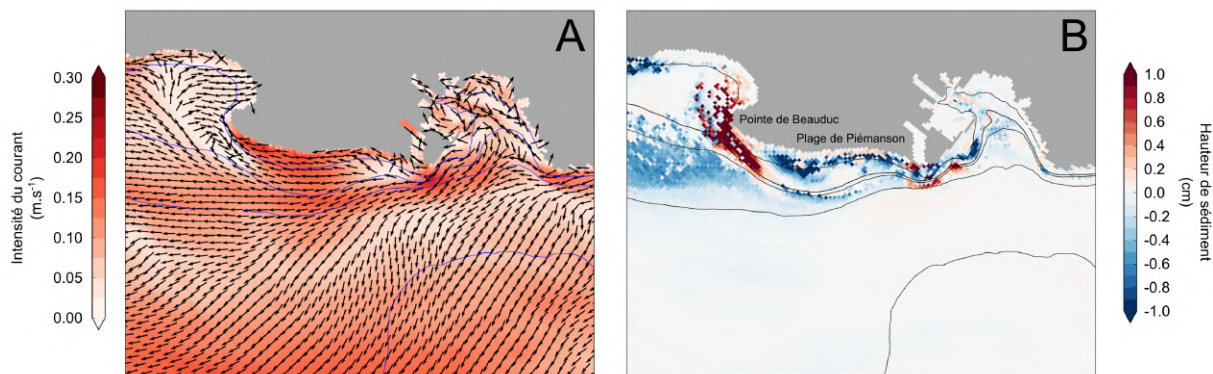 A
B
0.30
0.25
0.20
0.15
0.10
0.05
0.00
Intensité du courant
(m.s⁻¹)
Pointe de Beauduc
Plage de Piémanson
1.0
0.8
0.6
0.4
0.2
0.0
-0.2
-0.4
-0.6
-0.8
-1.0
Hauteur de sédiment
(cm)